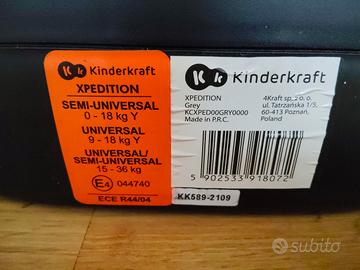 Kinderkraft
XPEDITION
SEMI-UNIVERSAL
0 - 18 kg Y
UNIVERSAL
9 - 18 kg Y
UNIVERSAL/
SEMI-UNIVERSAL
15 - 36 kg
E4 044740
ECE R44/04
Kinderkraft
XPEDITION
Grey
KCXPED00GRY0000
Made in P.R.C.
4Kraft sp. z o. o.
ul. Tatrzańska 1/5,
60-413 Poznań,
Poland
5 902533 918072
KK589-2109
subito